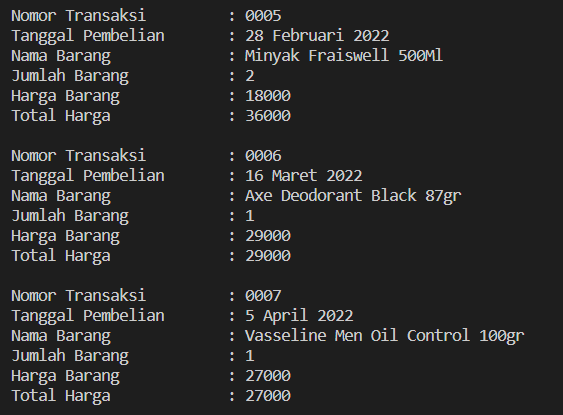 Nomor Transaksi : 0005
Tanggal Pembelian : 28 Februari 2022
Nama Barang : Minyak Fraiswell 500Ml
Jumlah Barang : 2
Harga Barang : 18000
Total Harga : 36000

Nomor Transaksi : 0006
Tanggal Pembelian : 16 Maret 2022
Nama Barang : Axe Deodorant Black 87gr
Jumlah Barang : 1
Harga Barang : 29000
Total Harga : 29000

Nomor Transaksi : 0007
Tanggal Pembelian : 5 April 2022
Nama Barang : Vasseline Men Oil Control 100gr
Jumlah Barang : 1
Harga Barang : 27000
Total Harga : 27000